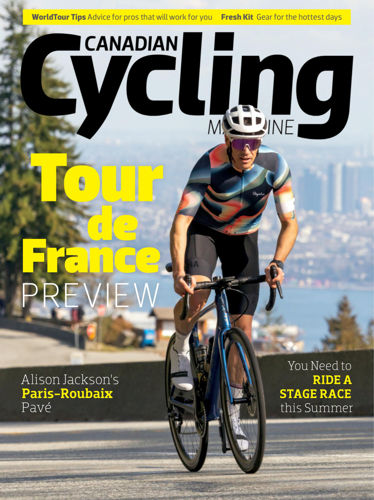 WorldTour Tips Advice for pros that will work for you Fresh Kit Gear for the hottest days
CANADIAN
Cycling
Tour
de
France
PREVIEW
Alison Jackson's
Paris-Roubaix
Pavé
You Need to
RIDE A
STAGE RACE
this Summer